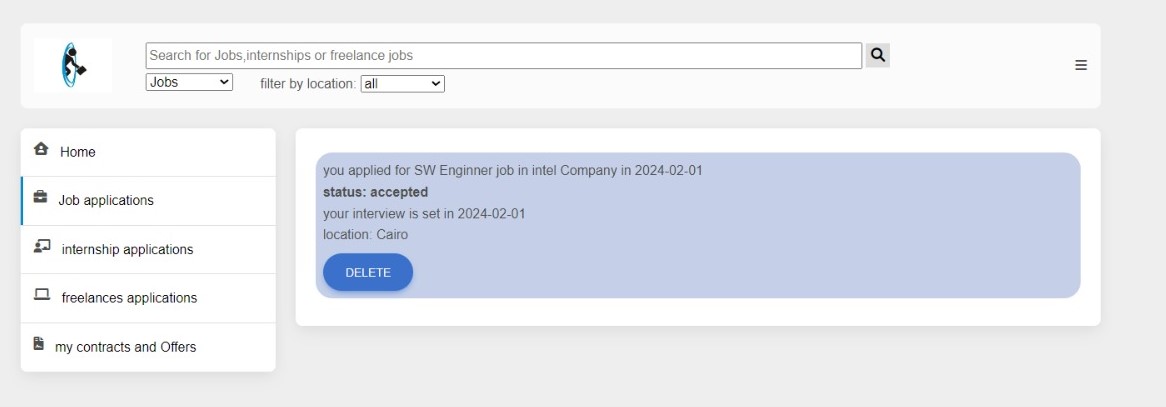 Search for Jobs,internships or freelance jobs
Jobs filter by location: all
Home
Job applications
internship applications
freelances applications
my contracts and Offers
you applied for SW Enginner job in intel Company in 2024-02-01
status: accepted
your interview is set in 2024-02-01
location: Cairo
DELETE